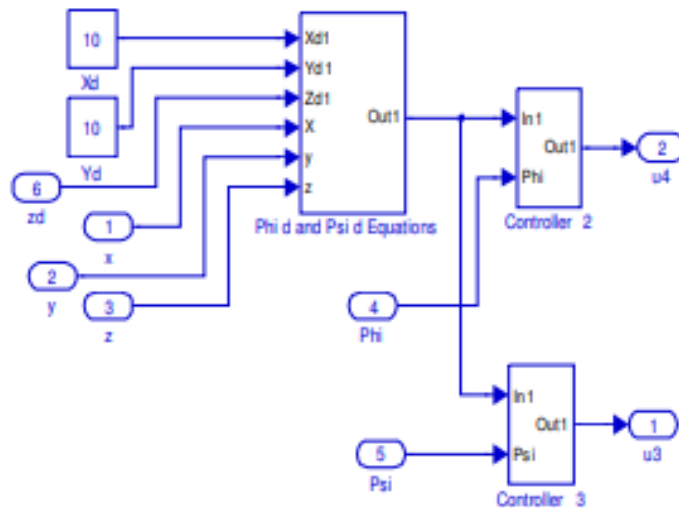 10
Xd
10
Yd
6
zd
1
x
2
y
3
z
Xd1
Yd1
Zd1
X
y
z
Out1
Phi d and Psi d Equations
In1
Phi
Out1
Controller 2
2
u4
4
Phi
In1
Psi
Out1
Controller 3
1
u3
5
Psi